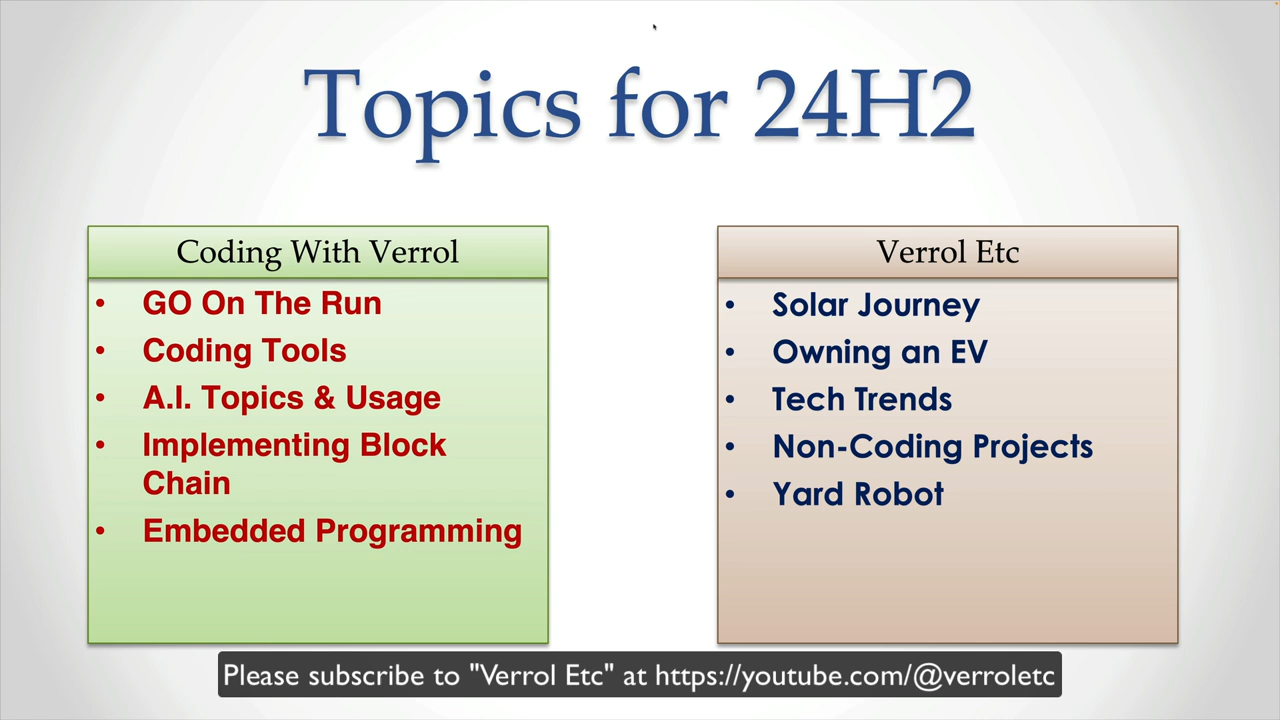 Topics for 24H2
Coding With Verrol
• GO On The Run
• Coding Tools
• A.I. Topics & Usage
• Implementing Block
Chain
• Embedded Programming
Verrol Etc
• Solar Journey
• Owning an EV
• Tech Trends
• Non-Coding Projects
• Yard Robot
Please subscribe to "Verrol Etc" at https://youtube.com/@verroletc